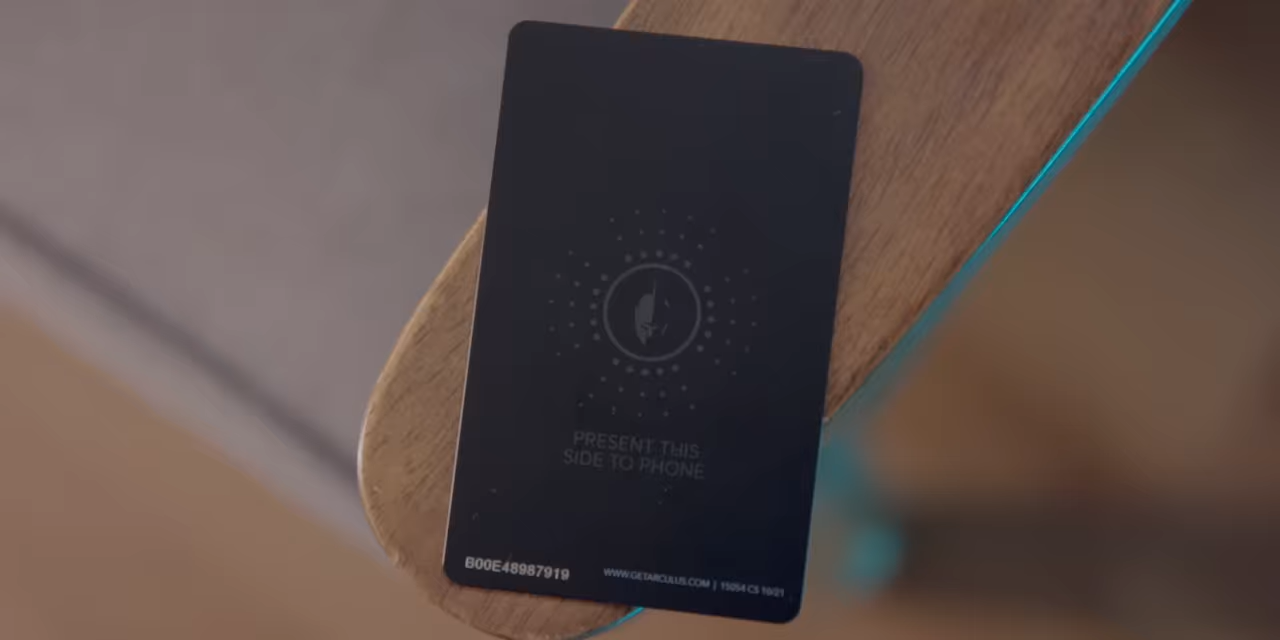 PRESENT THIS
SIDE TO PHONE
B00E48987919
WWW.GETARCULUS.COM | 15054 CS 10/21